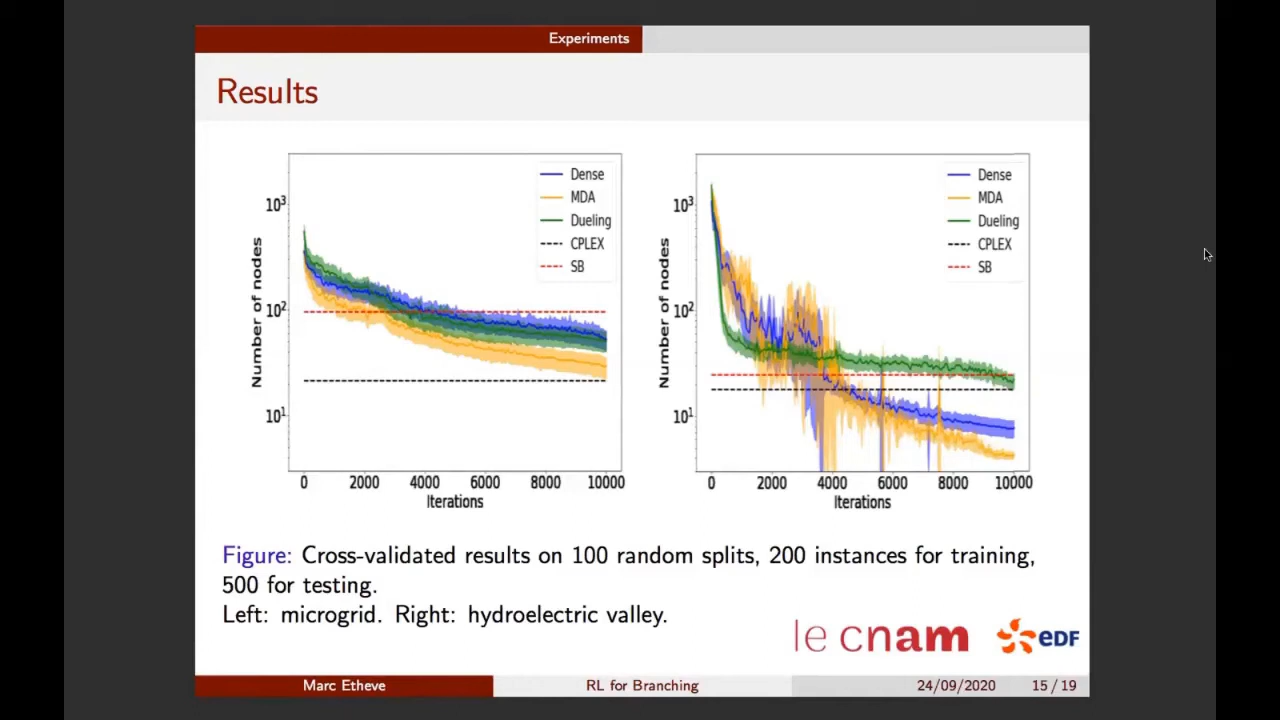 Experiments
Results
Number of nodes
10³
10²
10¹
0 2000 4000 6000 8000 10000
Iterations
Dense
MDA
Dueling
CPLEX
SB
Number of nodes
10³
10²
10¹
0 2000 4000 6000 8000 10000
Iterations
Dense
MDA
Dueling
CPLEX
SB
Figure: Cross-validated results on 100 random splits, 200 instances for training,
500 for testing.
Left: microgrid. Right: hydroelectric valley.
le cnam
eDF
Marc Etheve RL for Branching 24/09/2020 15 / 19